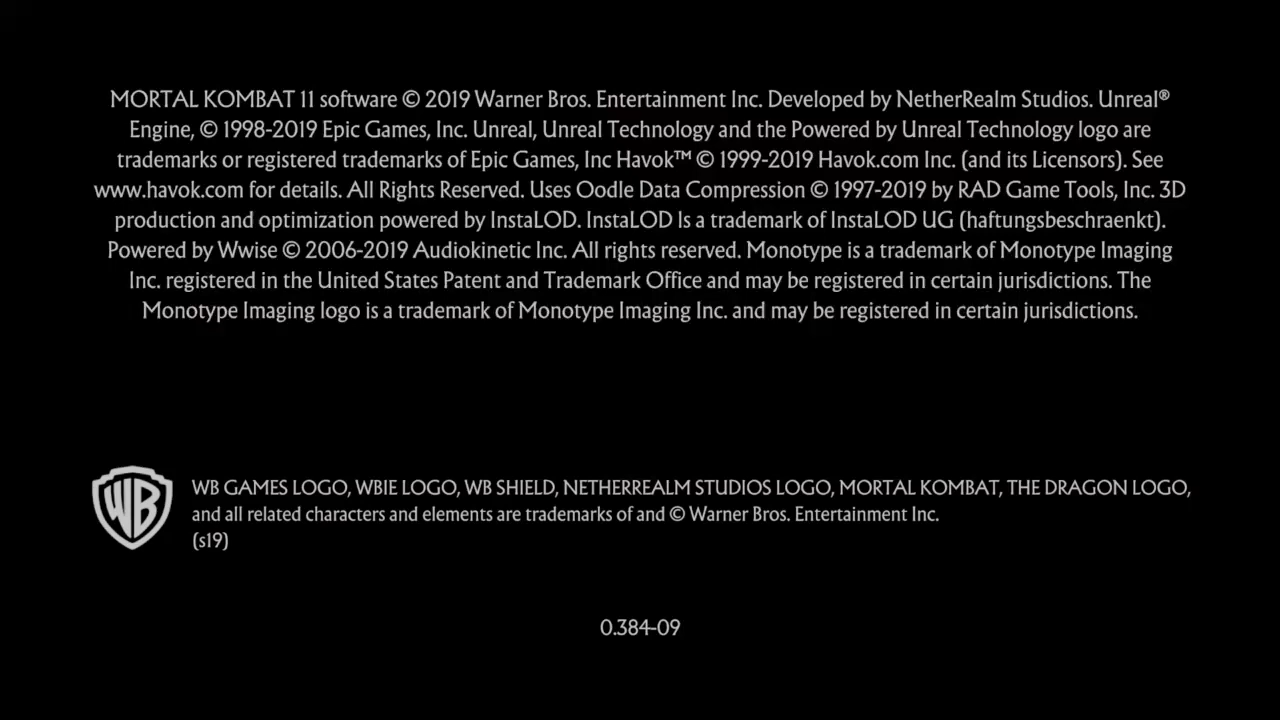 MORTAL KOMBAT 11 software © 2019 Warner Bros. Entertainment Inc. Developed by NetherRealm Studios. Unreal®
Engine, © 1998-2019 Epic Games, Inc. Unreal, Unreal Technology and the Powered by Unreal Technology logo are
trademarks or registered trademarks of Epic Games, Inc Havok™ © 1999-2019 Havok.com Inc. (and its Licensors). See
www.havok.com for details. All Rights Reserved. Uses Oodle Data Compression © 1997-2019 by RAD Game Tools, Inc. 3D
production and optimization powered by InstaLOD. InstaLOD Is a trademark of InstaLOD UG (haftungsbeschraenkt).
Powered by Wwise © 2006-2019 Audiokinetic Inc. All rights reserved. Monotype is a trademark of Monotype Imaging
Inc. registered in the United States Patent and Trademark Office and may be registered in certain jurisdictions. The
Monotype Imaging logo is a trademark of Monotype Imaging Inc. and may be registered in certain jurisdictions.
WB
WB GAMES LOGO, WBIE LOGO, WB SHIELD, NETHERREALM STUDIOS LOGO, MORTAL KOMBAT, THE DRAGON LOGO,
and all related characters and elements are trademarks of and © Warner Bros. Entertainment Inc.
(s19)
0.384-09